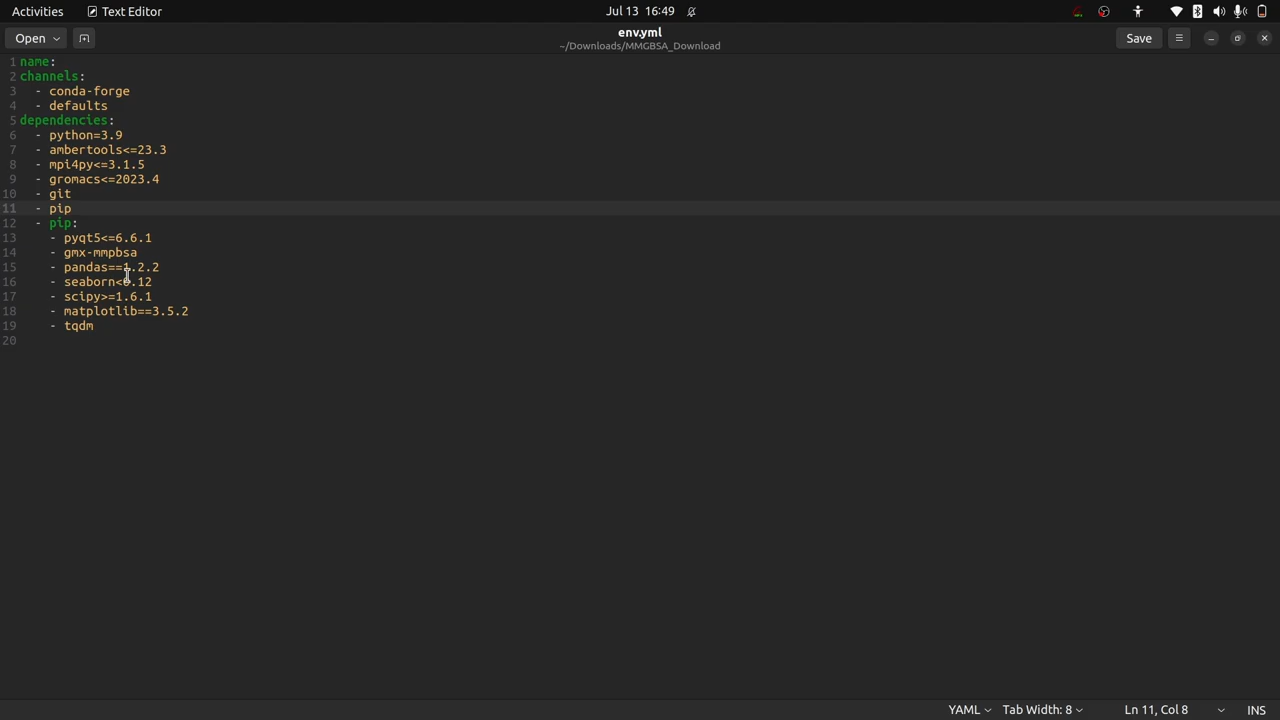 Activities Text Editor Jul 13 16:49
Open env.yml Save
~/Downloads/MMGBSA_Download
1 name:
2 channels:
3 - conda-forge
4 - defaults
5 dependencies:
6 - python=3.9
7 - ambertools<=23.3
8 - mpi4py<=3.1.5
9 - gromacs<=2023.4
10 - git
11 - pip
12 - pip:
13 - pyqt5<=6.6.1
14 - gmx-mmpbsa
15 - pandas==1.2.2
16 - seaborn<0.12
17 - scipy>=1.6.1
18 - matplotlib==3.5.2
19 - tqdm
20
YAML Tab Width: 8 Ln 11, Col 8 INS